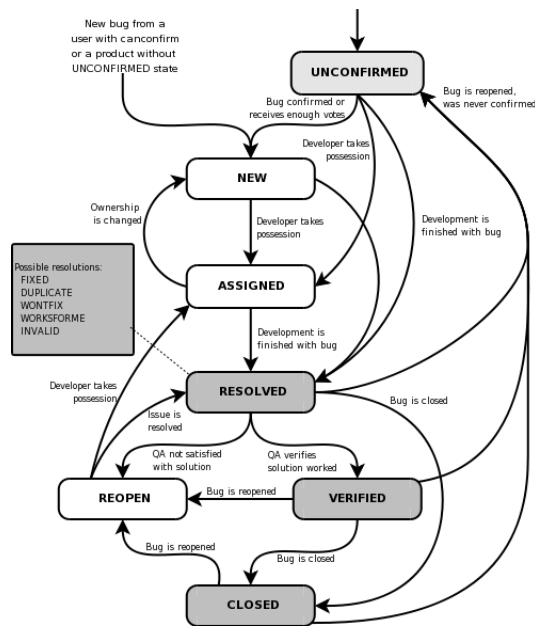 New bug from a
user with canconfirm
or a product without
UNCONFIRMED state
UNCONFIRMED
Bug is reopened,
was never confirmed
Bug confirmed or
receives enough votes
Developer takes
possession
NEW
Ownership
is changed
Developer takes
possession
Development is
finished with bug
Possible resolutions:
FIXED
DUPLICATE
WONTFIX
WORKSFORME
INVALID
ASSIGNED
Development is
finished with bug
Developer takes
possession
RESOLVED
Issue is
resolved
Bug is closed
QA not satisfied
with solution
QA verifies
solution worked
REOPEN
Bug is reopened
VERIFIED
Bug is reopened
Bug is closed
CLOSED